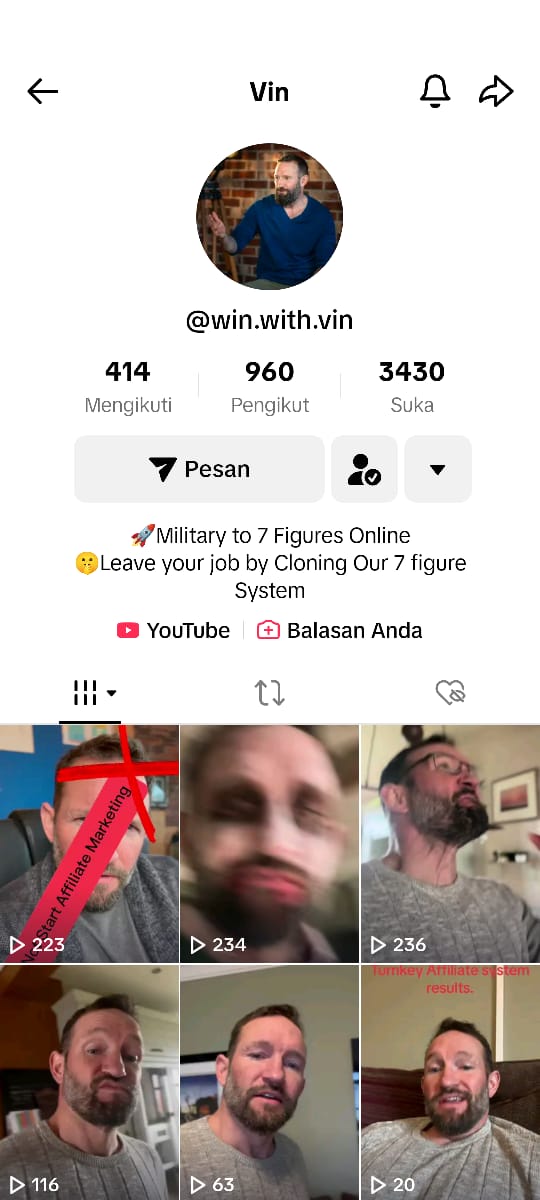 Vin
@win.with.vin
414 960 3430
Mengikuti Pengikut Suka
Pesan
🚀Military to 7 Figures Online
🤫Leave your job by Cloning Our 7 figure
System
YouTube Balasan Anda
Start Affiliate Marketing
223 234 236
Turnkey Affiliate system
results.
116 63 20